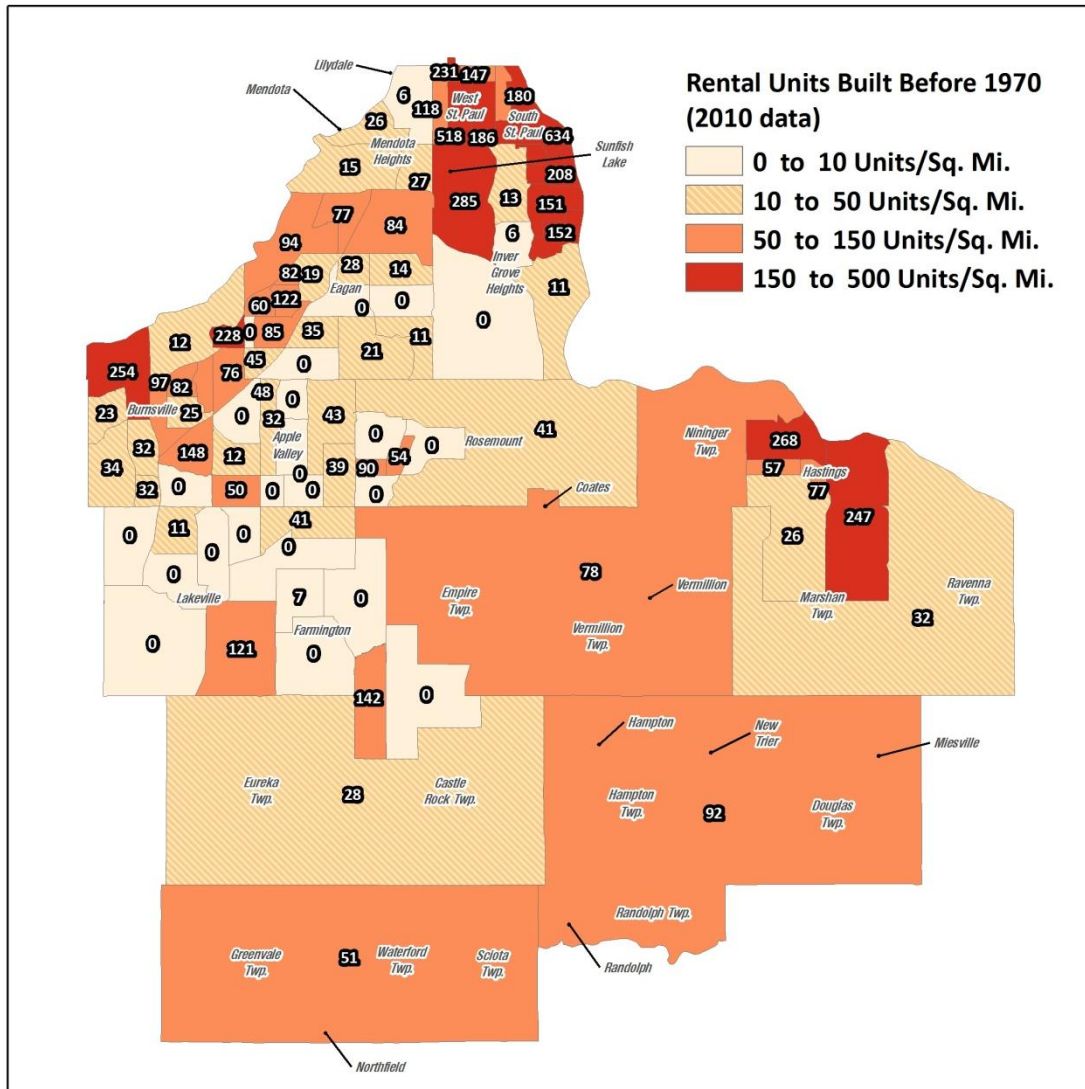 Rental Units Built Before 1970
(2010 data)
0 to 10 Units/Sq. Mi.
10 to 50 Units/Sq. Mi.
50 to 150 Units/Sq. Mi.
150 to 500 Units/Sq. Mi.
Lilydale
231
147
6
118
West
St. Paul
180
South
St. Paul
Mendota
26
Mendota
Heights
518
186
634
Sunfish
Lake
15
27
208
285
13
151
77
84
152
6
94
Inver
Grove
Heights
82
19
28
14
11
Eagan
60
122
0
0
0
12
228
0
85
35
11
254
45
21
97
82
76
0
23
Burnsville
25
48
0
0
32
43
41
Apple
Valley
0
0
Rosemount
Nininger
Twp.
268
32
148
12
54
34
39
90
57
Hastings
0
77
32
0
50
0
0
0
Coates
247
11
0
41
26
0
0
0
0
78
Lakeville
7
0
Empire
Twp.
Vermillion
Marshan
Twp.
Ravenna
Twp.
32
Farmington
Vermillion
Twp.
0
121
0
142
0
Hampton
New
Trier
Miesville
Eureka
Twp.
28
Castle
Rock Twp.
Hampton
Twp.
92
Douglas
Twp.
Randolph Twp.
Greenvale
Twp.
51
Waterford
Twp.
Sciota
Twp.
Randolph
Northfield